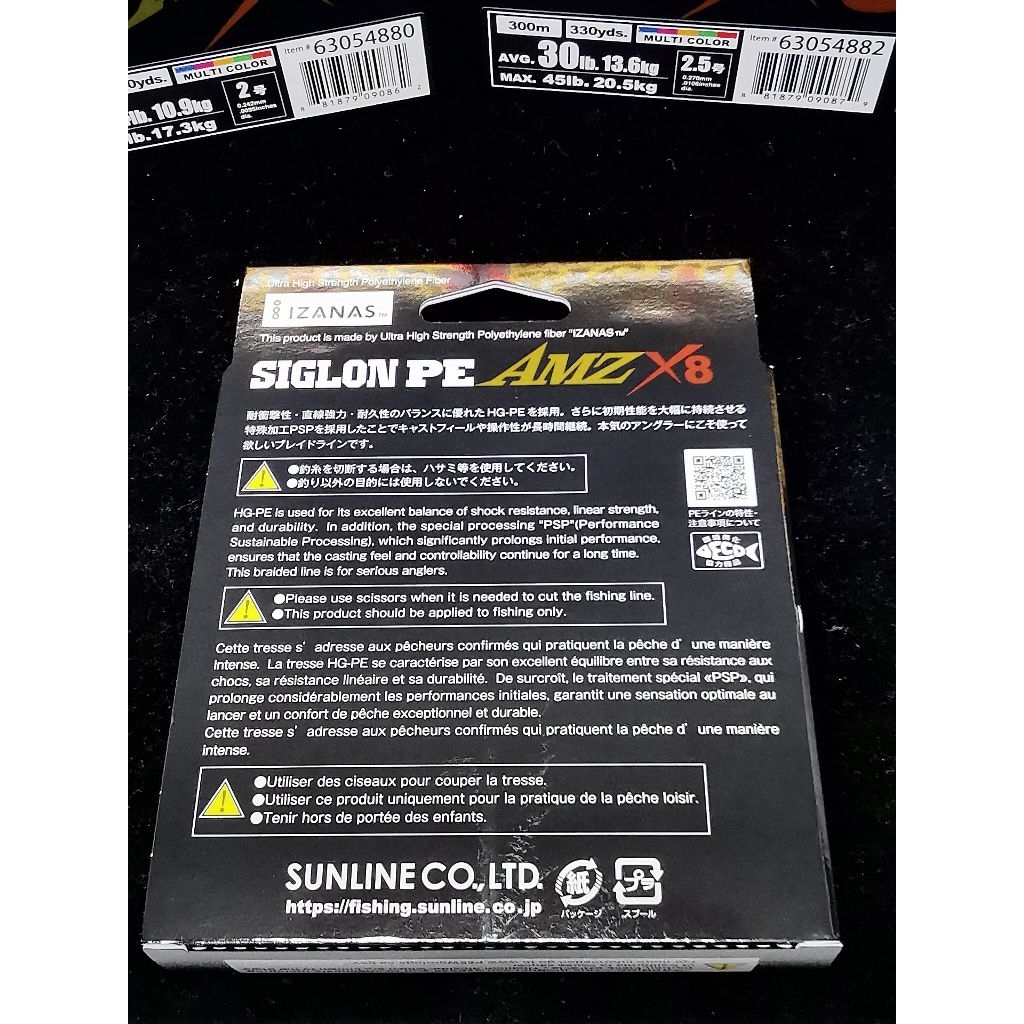 0yds. MULTI COLOR Item # 63054880
lb. 10.9kg 2号
lb. 17.3kg 0.242mm .0095inches dia. 81879 09086 2
300m 330yds. MULTI COLOR Item # 63054882
AVG. 30lb. 13.6kg 2.5号
MAX. 45lb. 20.5kg 0.270mm .0106inches dia. 8 81879 09087 9
Ultra High Strength Polyethylene Fiber
IZANAS™
This product is made by Ultra High Strength Polyethylene fiber "IZANAS™"
SIGLON PE AMZ X8
耐衝撃性・直線強力・耐久性のバランスに優れたHG-PEを採用。さらに初期性能を大幅に持続させる
特殊加工PSPを採用したことでキャストフィールや操作性が長時間継続。本気のアングラーにこそ使って
欲しいブレイドラインです。
●釣糸を切断する場合は、ハサミ等を使用してください。
●釣り以外の目的には使用しないでください。
PEラインの特性・
注意事項について
ECO
HG-PE is used for its excellent balance of shock resistance, linear strength,
and durability. In addition, the special processing "PSP"(Performance
Sustainable Processing), which significantly prolongs initial performance,
ensures that the casting feel and controllability continue for a long time.
This braided line is for serious anglers.
●Please use scissors when it is needed to cut the fishing line.
●This product should be applied to fishing only.
Cette tresse s' adresse aux pêcheurs confirmés qui pratiquent la pêche d' une manière
intense. La tresse HG-PE se caractérise par son excellent équilibre entre sa résistance aux
chocs, sa résistance linéaire et sa durabilité. De surcroît, le traitement spécial «PSP», qui
prolonge considérablement les performances initiales, garantit une sensation optimale au
lancer et un confort de pêche exceptionnel et durable.
Cette tresse s' adresse aux pêcheurs confirmés qui pratiquent la pêche d' une manière
intense.
●Utiliser des ciseaux pour couper la tresse.
●Utiliser ce produit uniquement pour la pratique de la pêche loisir.
●Tenir hors de portée des enfants.
SUNLINE CO.,LTD.
https://fishing.sunline.co.jp
紙 パッケージ
プラ スプール